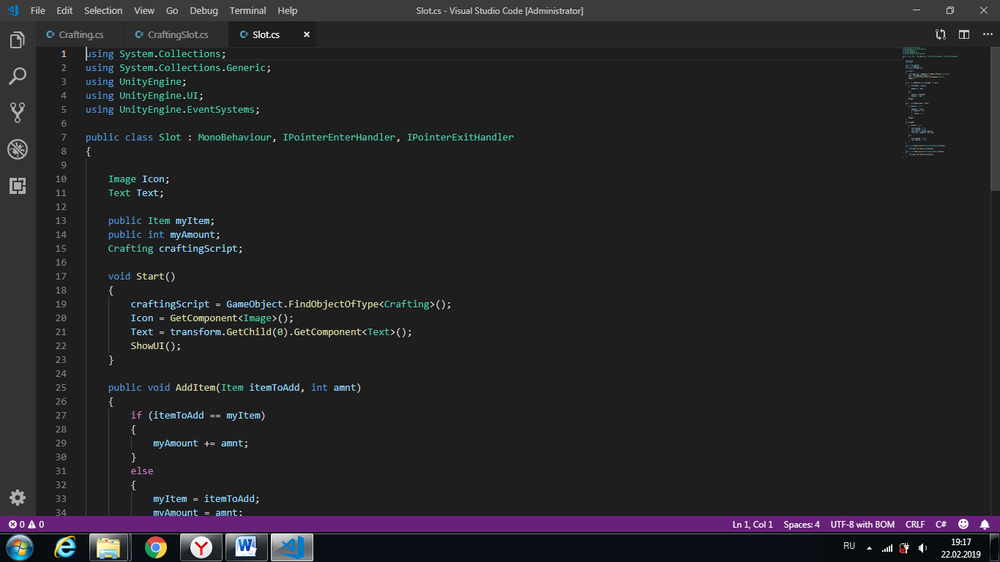 File Edit Selection View Go Debug Terminal Help Slot.cs - Visual Studio Code [Administrator]
Crafting.cs CraftingSlot.cs Slot.cs
1 using System.Collections;
2 using System.Collections.Generic;
3 using UnityEngine;
4 using UnityEngine.UI;
5 using UnityEngine.EventSystems;
6
7 public class Slot : MonoBehaviour, IPointerEnterHandler, IPointerExitHandler
8 {
9
10 Image Icon;
11 Text Text;
12
13 public Item myItem;
14 public int myAmount;
15 Crafting craftingScript;
16
17 void Start()
18 {
19 craftingScript = GameObject.FindObjectOfType<Crafting>();
20 Icon = GetComponent<Image>();
21 Text = transform.GetChild(0).GetComponent<Text>();
22 ShowUI();
23 }
24
25 public void AddItem(Item itemToAdd, int amnt)
26 {
27 if (itemToAdd == myItem)
28 {
29 myAmount += amnt;
30 }
31 else
32 {
33 myItem = itemToAdd;
34 myAmount = amnt;
0 0 Ln 1, Col 1 Spaces: 4 UTF-8 with BOM CRLF C#
RU 19:17
22.02.2019